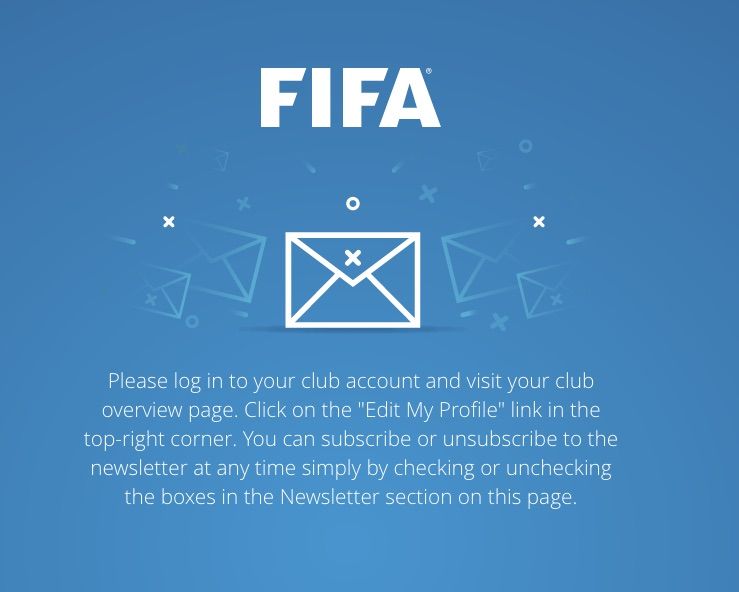 FIFA®
Please log in to your club account and visit your club
overview page. Click on the "Edit My Profile" link in the
top-right corner. You can subscribe or unsubscribe to the
newsletter at any time simply by checking or unchecking
the boxes in the Newsletter section on this page.